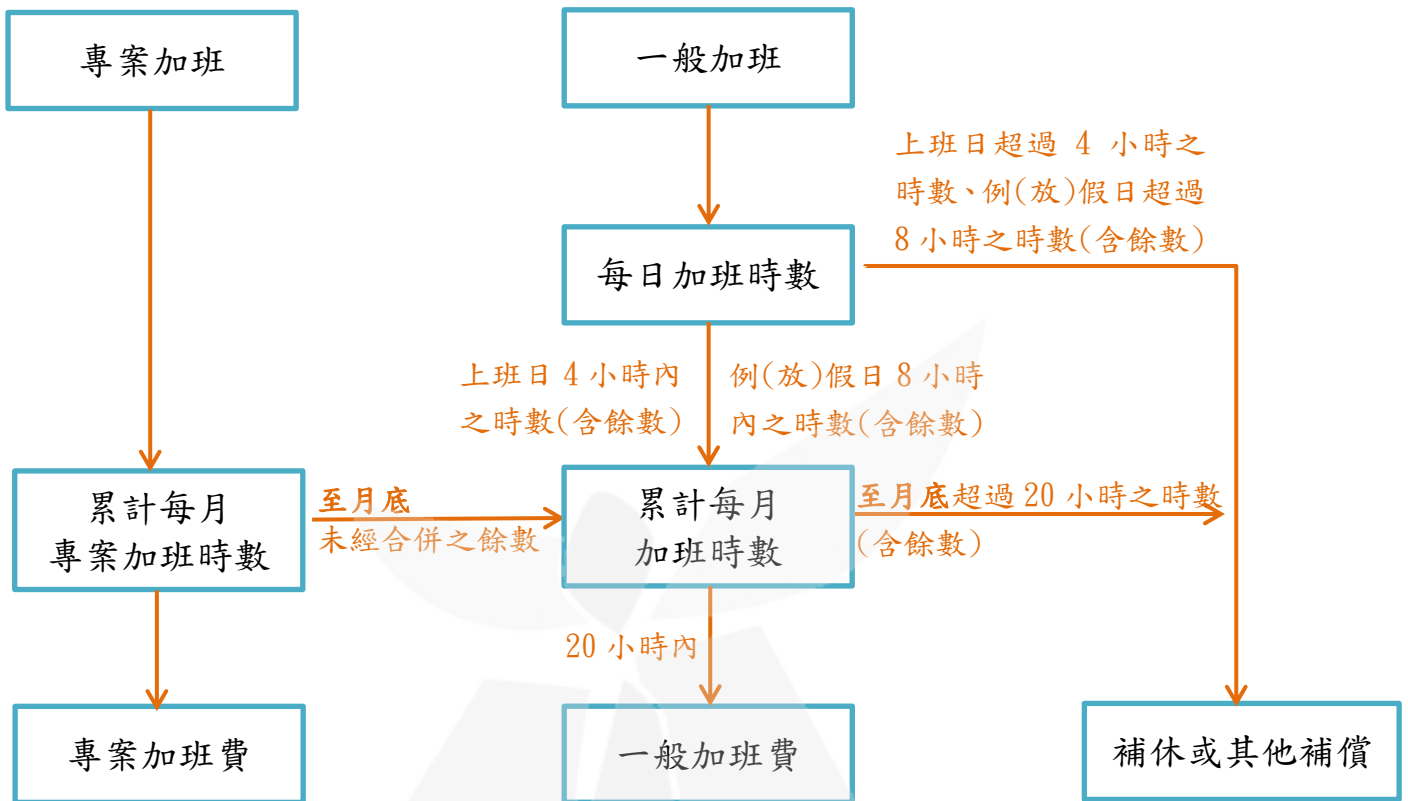 專案加班
一般加班
上班日超過 4 小時之
時數、例(放)假日超過
8 小時之時數(含餘數)
每日加班時數
上班日 4 小時內
之時數(含餘數)
例(放)假日 8 小時
內之時數(含餘數)
累計每月
專案加班時數
至月底
未經合併之餘數
累計每月
加班時數
至月底超過 20 小時之時數
(含餘數)
20 小時內
專案加班費
一般加班費
補休或其他補償